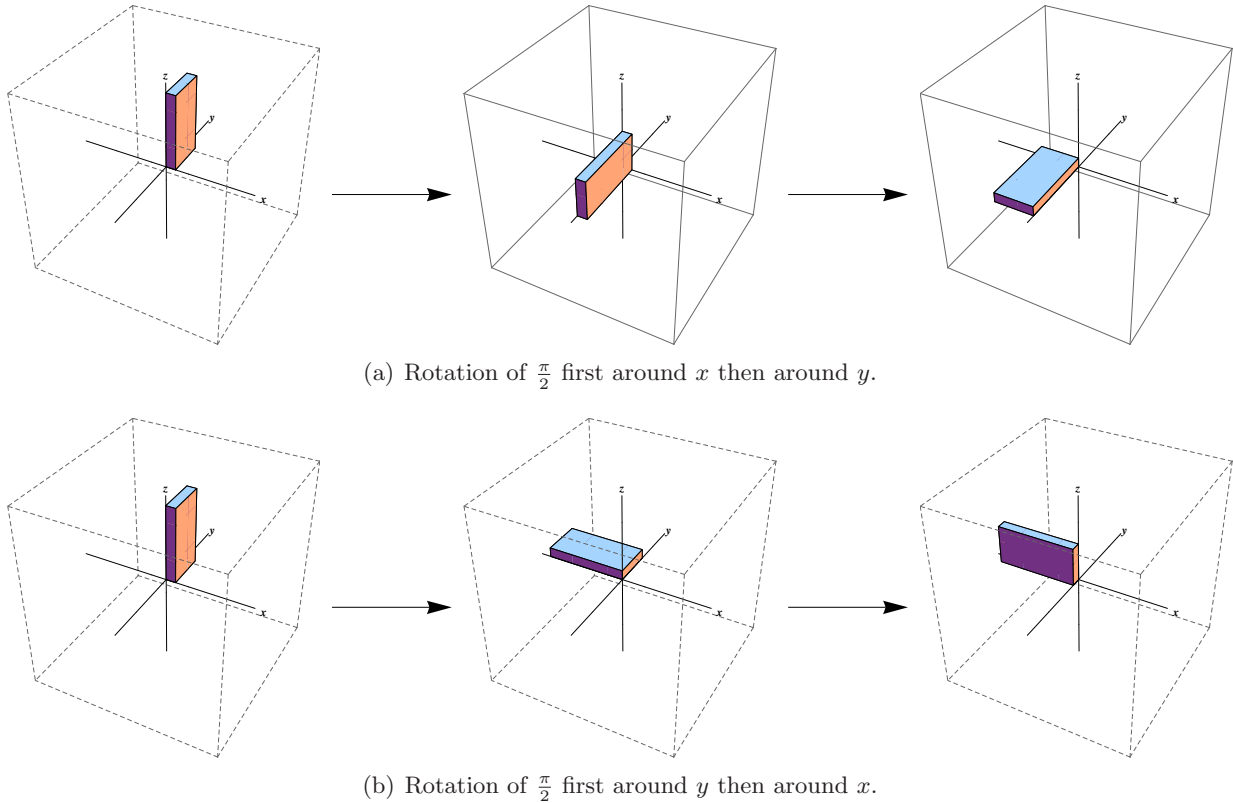 z
y
x
z
y
x
z
y
x
(a) Rotation of π/2 first around x then around y.
z
y
x
z
y
x
z
y
x
(b) Rotation of π/2 first around y then around x.